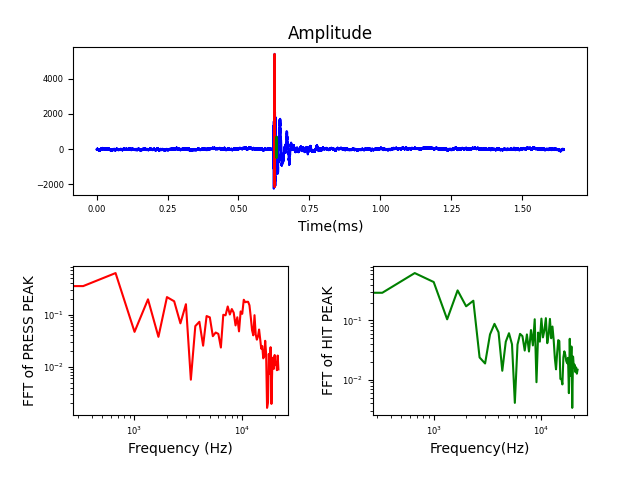 Amplitude
4000
2000
0
−2000
0.00 0.25 0.50 0.75 1.00 1.25 1.50
Time(ms)
FFT of PRESS PEAK
10⁻¹
10⁻²
10³ 10⁴
Frequency (Hz)
FFT of HIT PEAK
10⁻¹
10⁻²
10³ 10⁴
Frequency(Hz)